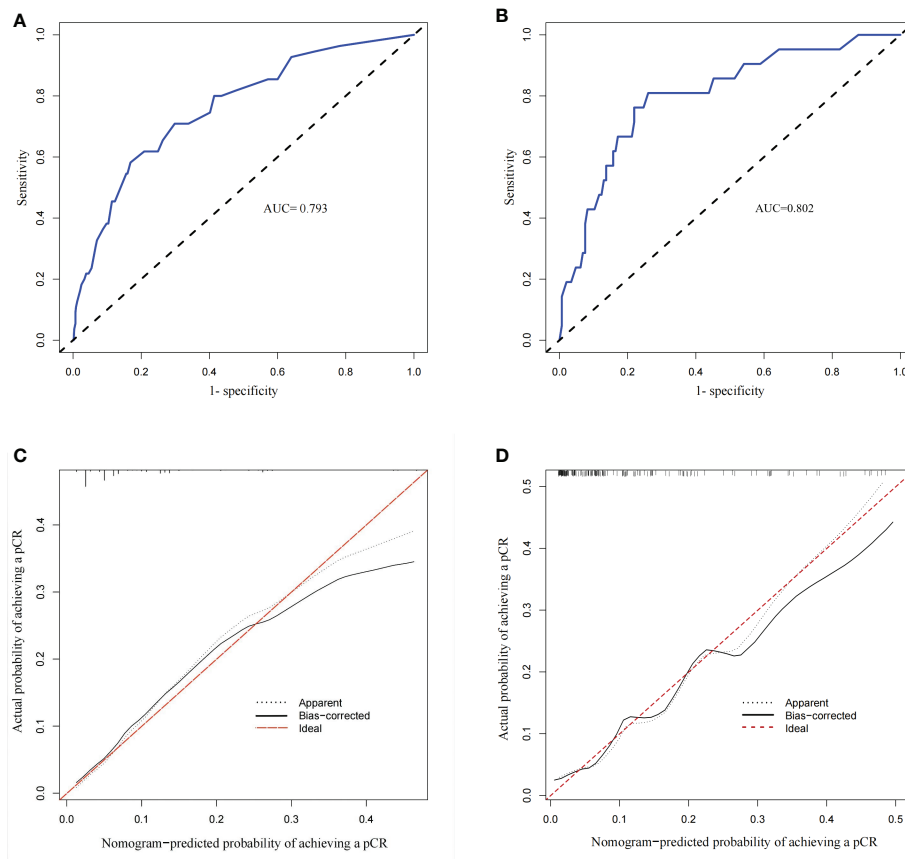 A
1.0
0.8
0.6
0.4
0.2
0.0
Sensitivity
AUC= 0.793
0.0 0.2 0.4 0.6 0.8 1.0
1- specificity
B
1.0
0.8
0.6
0.4
0.2
0.0
Sensitivity
AUC=0.802
0.0 0.2 0.4 0.6 0.8 1.0
1- specificity
C
0.4
0.3
0.2
0.1
0.0
Actual probability of achieving a pCR
Apparent
Bias−corrected
Ideal
0.0 0.1 0.2 0.3 0.4
Nomogram−predicted probability of achieving a pCR
D
0.5
0.4
0.3
0.2
0.1
0.0
Actual probability of achieving a pCR
Apparent
Bias−corrected
Ideal
0.0 0.1 0.2 0.3 0.4 0.5
Nomogram−predicted probability of achieving a pCR